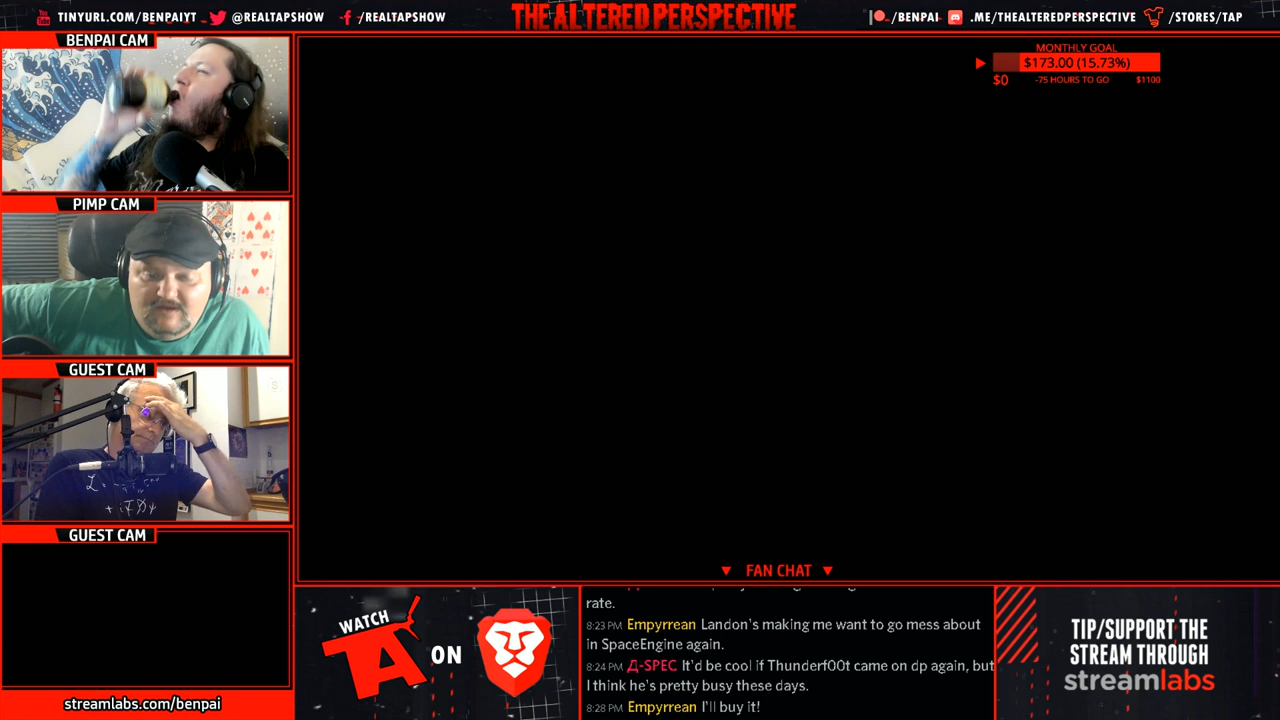 TINYURL.COM/BENPAIYT @REALTAPSHOW /REALTAPSHOW THE ALTERED PERSPECTIVE /BENPAI .ME/THEALTEREDPERSPECTIVE /STORES/TAP
BENPAI CAM
MONTHLY GOAL
$173.00 (15.73%)
$0 -75 HOURS TO GO $1100
PIMP CAM
GUEST CAM
GUEST CAM
FAN CHAT
rate.
8:23 PM Empyrrean Landon's making me want to go mess about
in SpaceEngine again.
8:24 PM Д-SPEC It'd be cool if Thunderf00t came on dp again, but
I think he's pretty busy these days.
8:28 PM Empyrrean I'll buy it!
WATCH
TA ON
TIP/SUPPORT THE
STREAM THROUGH
streamlabs
streamlabs.com/benpai